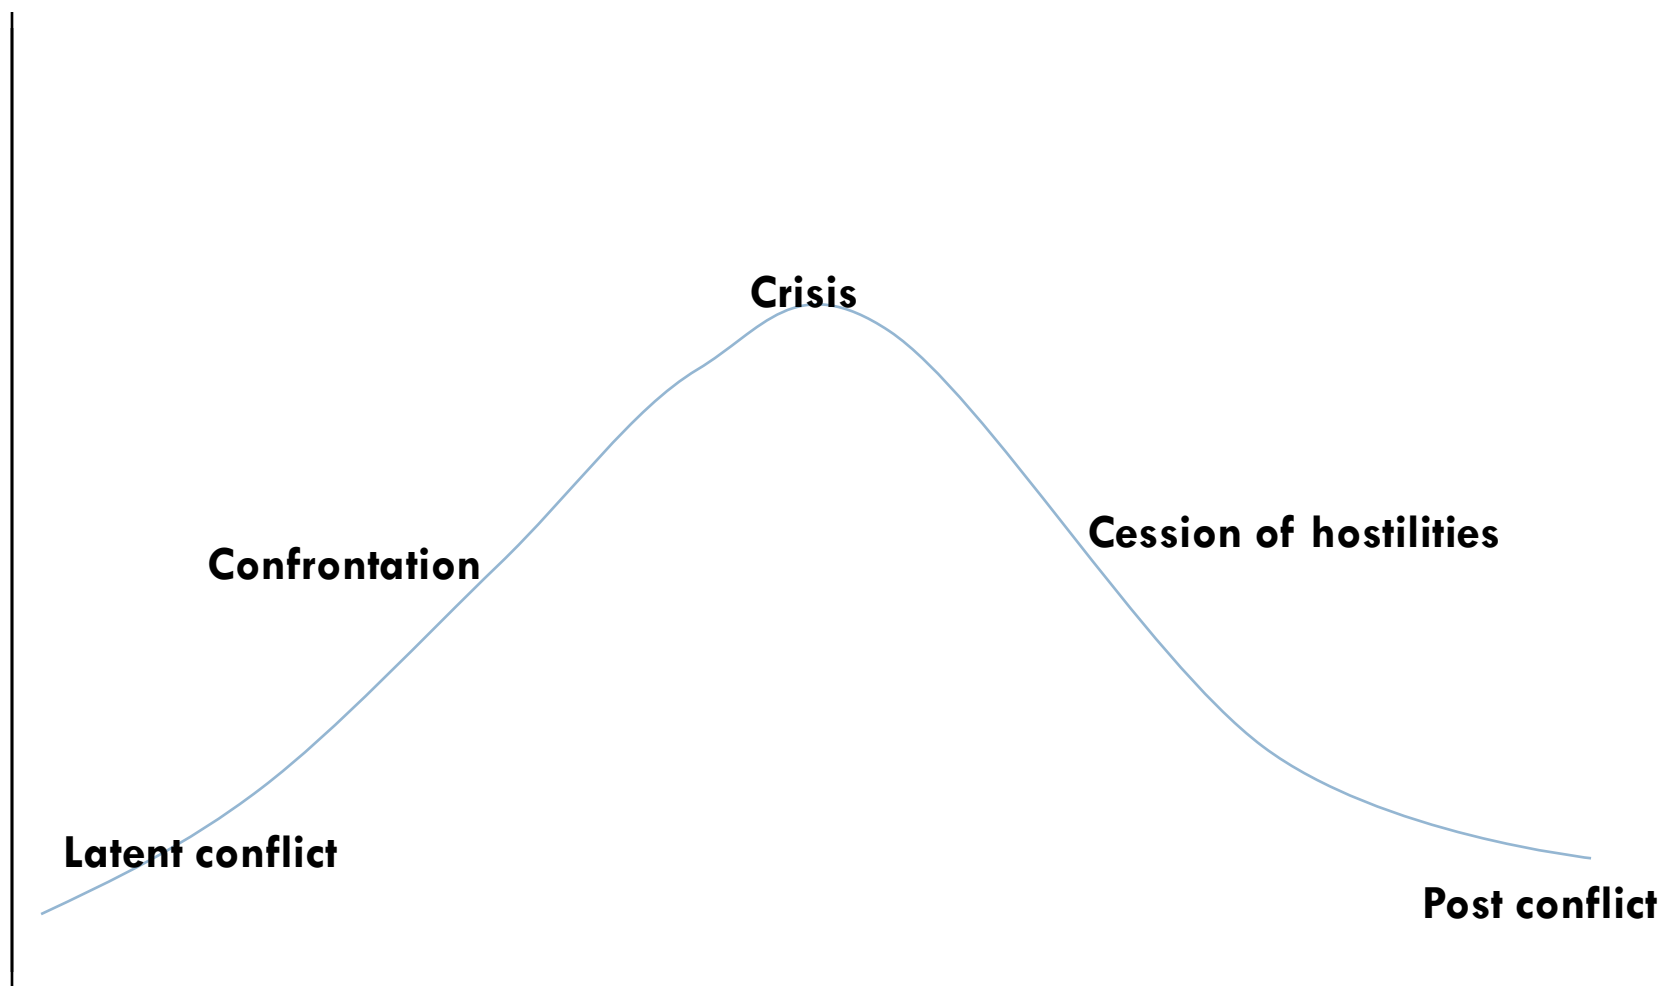 Crisis
Cession of hostilities
Confrontation
Latent conflict
Post conflict